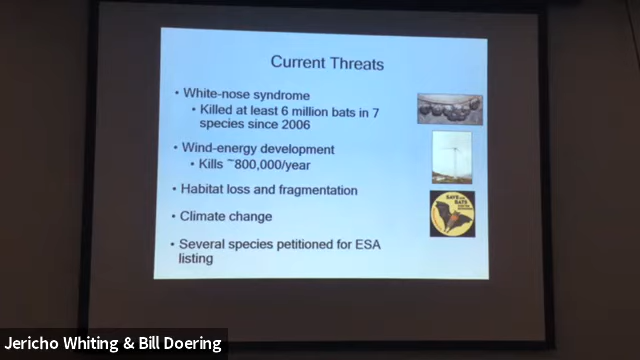 Current Threats
• White-nose syndrome
• Killed at least 6 million bats in 7
species since 2006
• Wind-energy development
• Kills ~800,000/year
• Habitat loss and fragmentation
• Climate change
• Several species petitioned for ESA
listing
SAVE
BATS
Jericho Whiting & Bill Doering